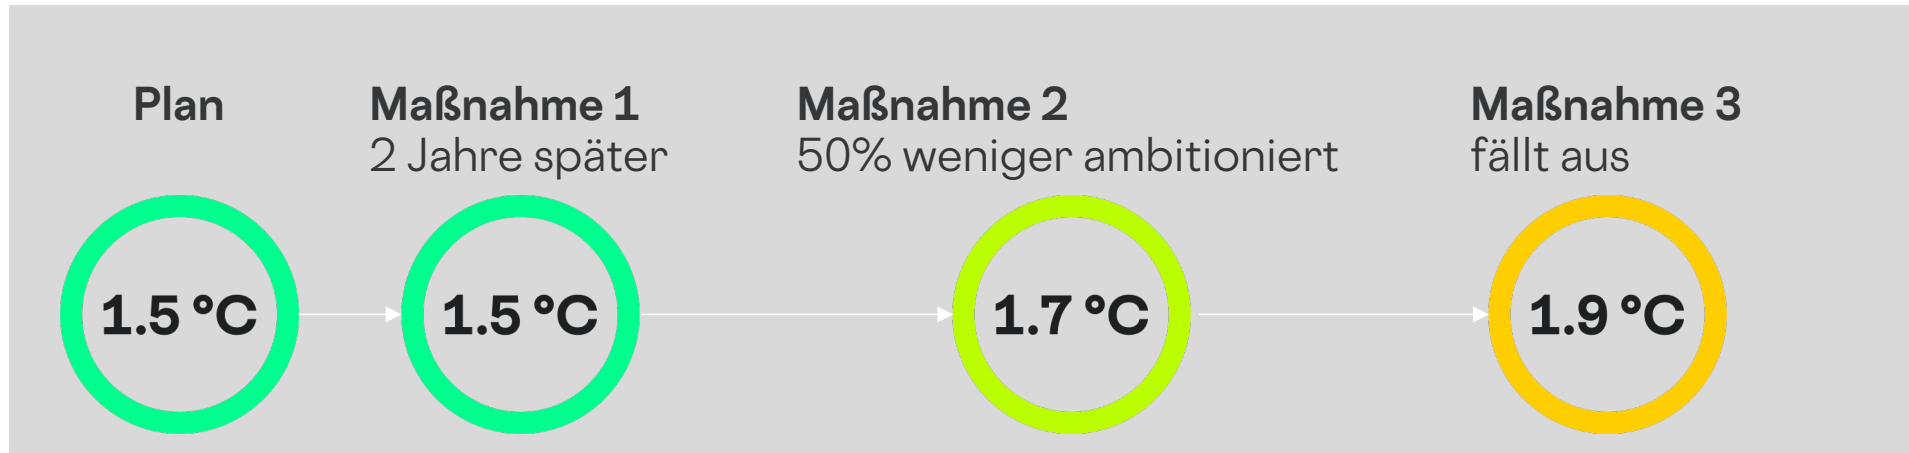 Plan
Maßnahme 1
2 Jahre später
Maßnahme 2
50% weniger ambitioniert
Maßnahme 3
fällt aus
1.5 °C
1.5 °C
1.7 °C
1.9 °C